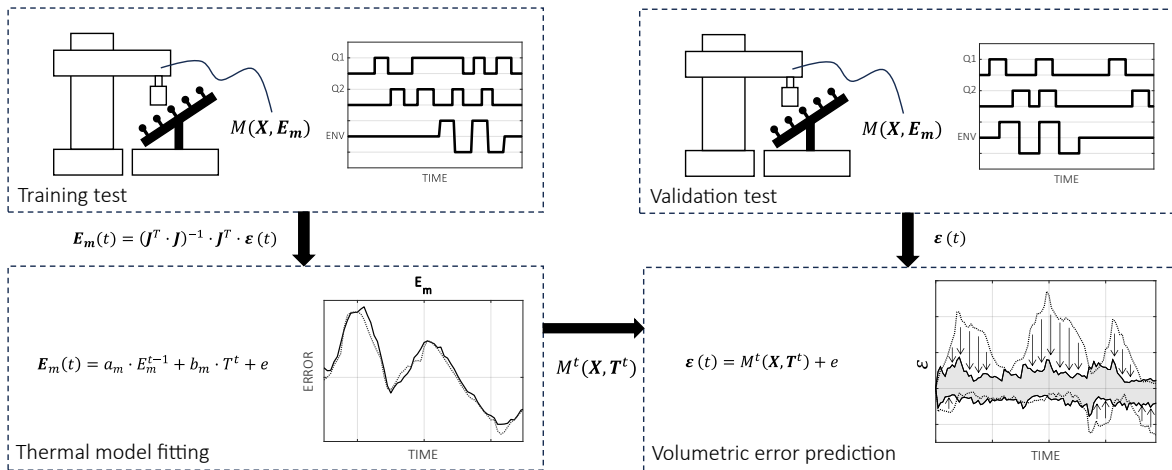 Q1
Q2
ENV
M(X, E_m)
TIME
Training test
Q1
Q2
ENV
M(X, E_m)
TIME
Validation test
E_m(t) = (J^T · J)^{-1} · J^T · ε(t)
ε(t)
E_m
ERROR
E_m(t) = a_m · E_m^{t-1} + b_m · T^t + e
TIME
Thermal model fitting
M^t(X, T^t)
ε
ε(t) = M^t(X, T^t) + e
TIME
Volumetric error prediction